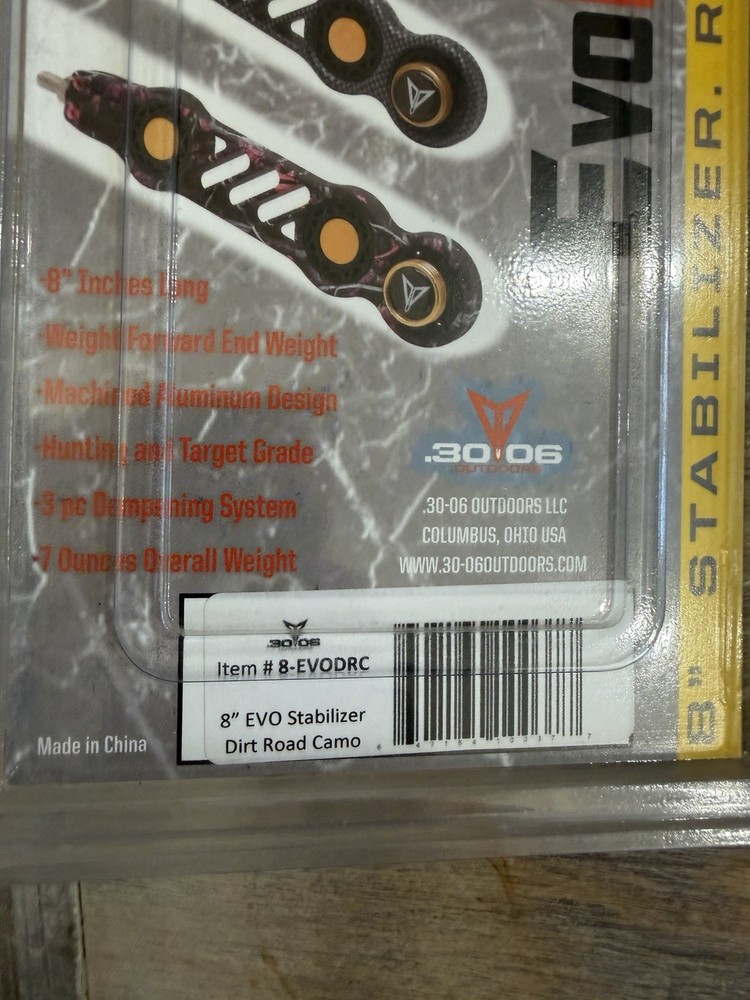 EVO
8" STABILIZER. R
-8" Inches Long
-Weight Forward End Weight
-Machined Aluminum Design
-Hunting and Target Grade
-3 pc Dampening System
-7 Ounces Overall Weight
.30-06
OUTDOORS
.30-06 OUTDOORS LLC
COLUMBUS, OHIO USA
WWW.30-06OUTDOORS.COM
.30-06
Item # 8-EVODRC
8” EVO Stabilizer
Dirt Road Camo
Made in China